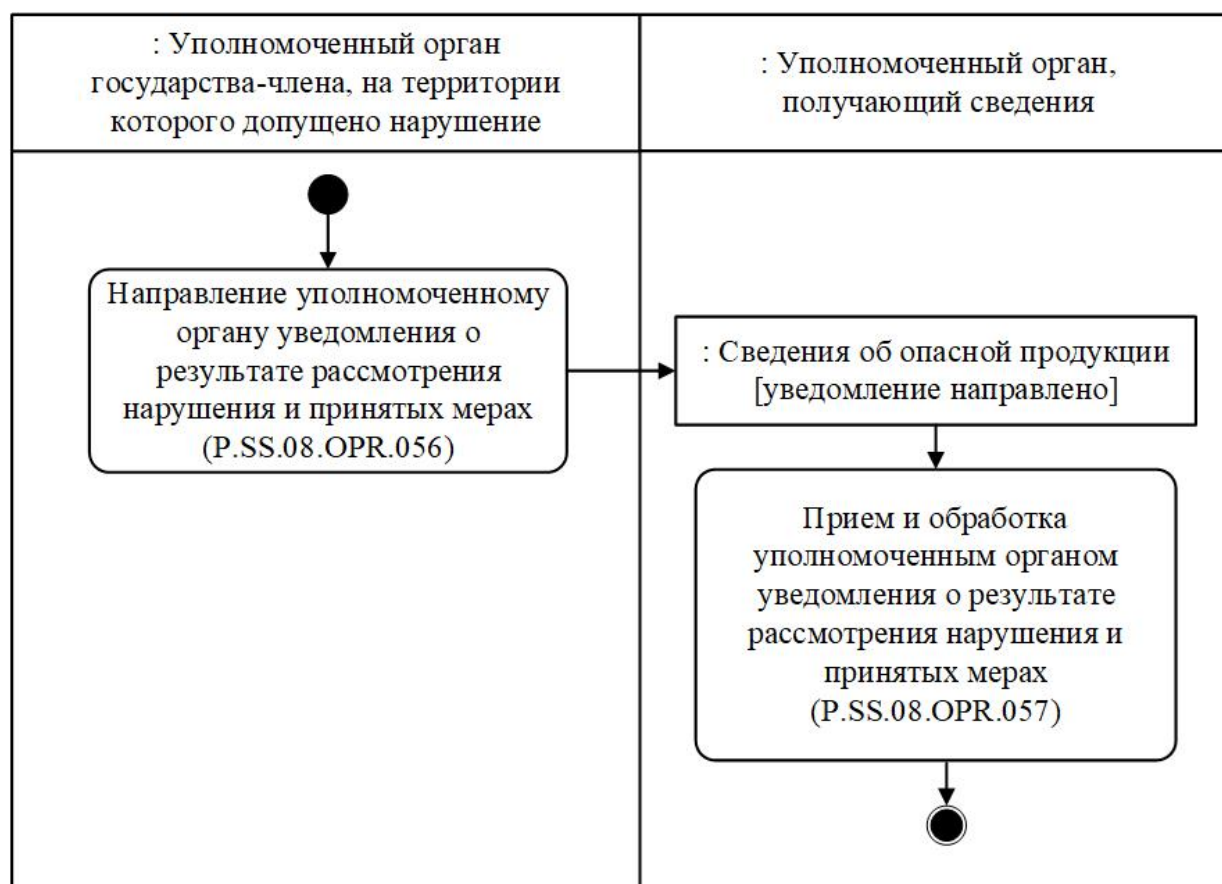 : Уполномоченный орган
государства-члена, на территории
которого допущено нарушение
: Уполномоченный орган,
получающий сведения
Направление уполномоченному
органу уведомления о
результате рассмотрения
нарушения и принятых мерах
(P.SS.08.OPR.056)
: Сведения об опасной продукции
[уведомление направлено]
Прием и обработка
уполномоченным органом
уведомления о результате
рассмотрения нарушения и
принятых мерах
(P.SS.08.OPR.057)